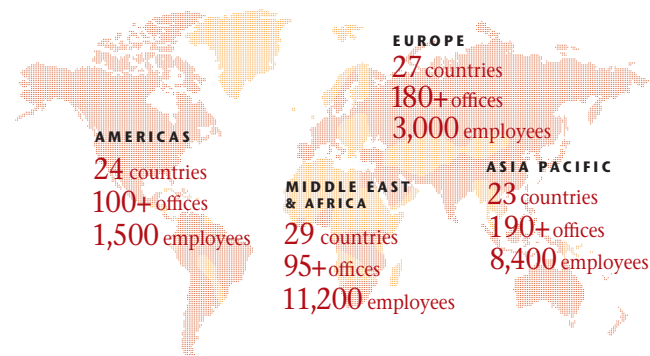 EUROPE
27 countries
180+ offices
3,000 employees
AMERICAS
24 countries
100+ offices
1,500 employees
MIDDLE EAST
& AFRICA
29 countries
95+ offices
11,200 employees
ASIA PACIFIC
23 countries
190+ offices
8,400 employees